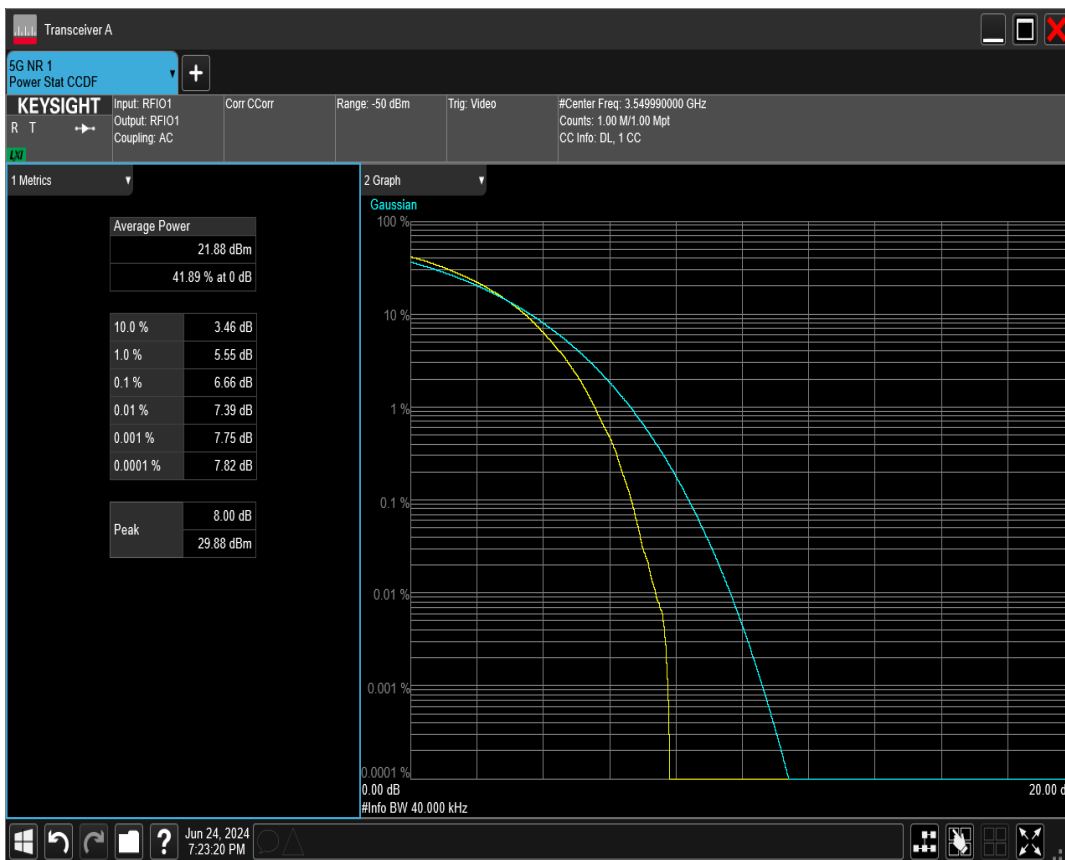 Transceiver A
5G NR 1
Power Stat CCDF
KEYSIGHT
R T
LXI
Input: RFIO1
Output: RFIO1
Coupling: AC
Corr CCorr
Range: -50 dBm
Trig: Video
#Center Freq: 3.549990000 GHz
Counts: 1.00 M/1.00 Mpt
CC Info: DL, 1 CC
1 Metrics
Average Power
21.88 dBm
41.89 % at 0 dB
10.0 % 3.46 dB
1.0 % 5.55 dB
0.1 % 6.66 dB
0.01 % 7.39 dB
0.001 % 7.75 dB
0.0001 % 7.82 dB
Peak
8.00 dB
29.88 dBm
2 Graph
Gaussian
100 %
10 %
1 %
0.1 %
0.01 %
0.001 %
0.0001 %
0.00 dB 20.00 d
#Info BW 40.000 kHz
?
Jun 24, 2024
7:23:20 PM